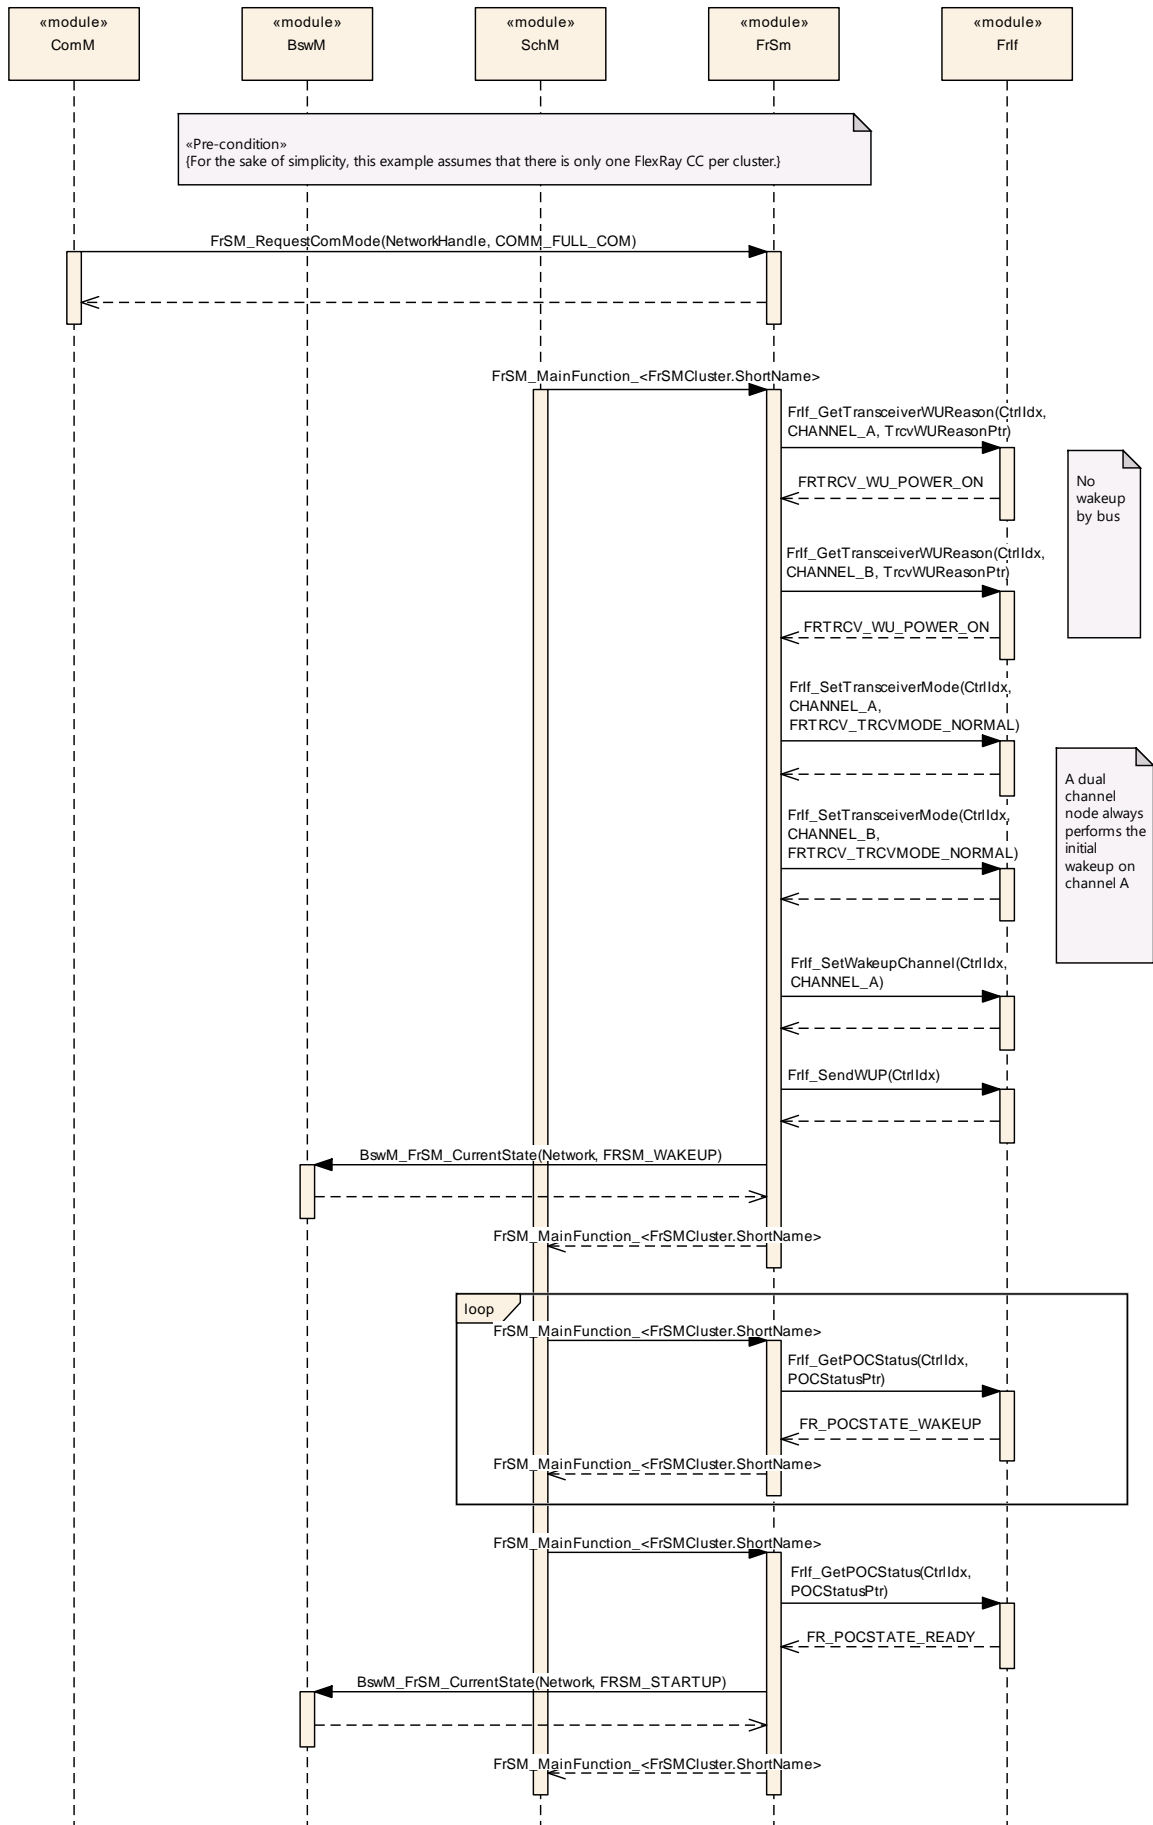 «module»
ComM
«module»
BswM
«module»
SchM
«module»
FrSm
«module»
FrIf
«Pre-condition»
{For the sake of simplicity, this example assumes that there is only one FlexRay CC per cluster.}
FrSM_RequestComMode(NetworkHandle, COMM_FULL_COM)
FrSM_MainFunction_<FrSMCluster.ShortName>
FrIf_GetTransceiverWUReason(CtrlIdx,
CHANNEL_A, TrcvWUReasonPtr)
FRTRCV_WU_POWER_ON
No
wakeup
by bus
FrIf_GetTransceiverWUReason(CtrlIdx,
CHANNEL_B, TrcvWUReasonPtr)
FRTRCV_WU_POWER_ON
FrIf_SetTransceiverMode(CtrlIdx,
CHANNEL_A,
FRTRCV_TRCVMODE_NORMAL)
A dual
channel
node always
performs the
initial
wakeup on
channel A
FrIf_SetTransceiverMode(CtrlIdx,
CHANNEL_B,
FRTRCV_TRCVMODE_NORMAL)
FrIf_SetWakeupChannel(CtrlIdx,
CHANNEL_A)
FrIf_SendWUP(CtrlIdx)
BswM_FrSM_CurrentState(Network, FRSM_WAKEUP)
FrSM_MainFunction_<FrSMCluster.ShortName>
loop
FrSM_MainFunction_<FrSMCluster.ShortName>
FrIf_GetPOCStatus(CtrlIdx,
POCStatusPtr)
FR_POCSTATE_WAKEUP
FrSM_MainFunction_<FrSMCluster.ShortName>
FrSM_MainFunction_<FrSMCluster.ShortName>
FrIf_GetPOCStatus(CtrlIdx,
POCStatusPtr)
FR_POCSTATE_READY
BswM_FrSM_CurrentState(Network, FRSM_STARTUP)
FrSM_MainFunction_<FrSMCluster.ShortName>